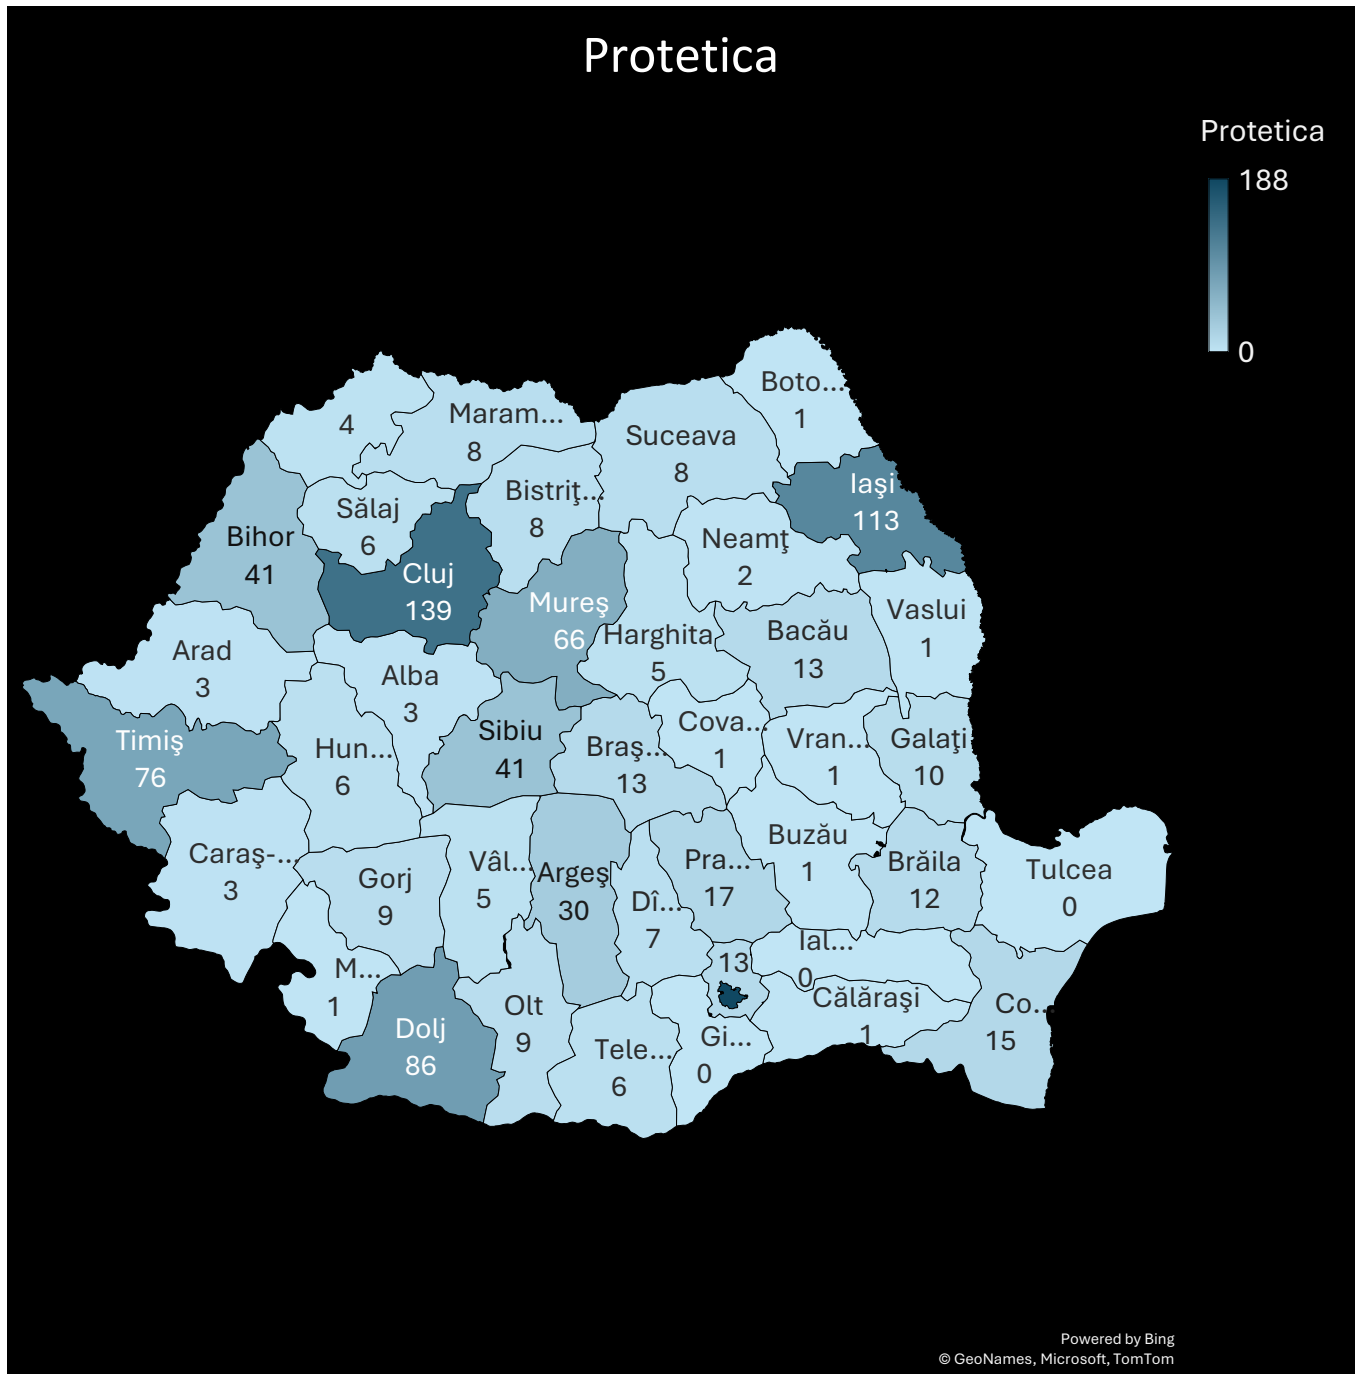 Protetica
Protetica
188
0
Boto...
1
4
Maram...
8
Suceava
8
Iaşi
113
Bistriţ...
8
Sălaj
6
Bihor
41
Neamţ
2
Cluj
139
Mureş
66
Vaslui
1
Harghita
5
Bacău
13
Arad
3
Alba
3
Sibiu
41
Cova...
1
Timiş
76
Hun...
6
Braş...
13
Vran...
1
Galaţi
10
Buzău
1
Caraş-...
3
Gorj
9
Vâl...
5
Argeş
30
Pra...
17
Brăila
12
Tulcea
0
Dî...
7
Ial...
0
M...
1
13
Olt
9
Călăraşi
1
Co...
15
Dolj
86
Tele...
6
Gi...
0
Powered by Bing
© GeoNames, Microsoft, TomTom